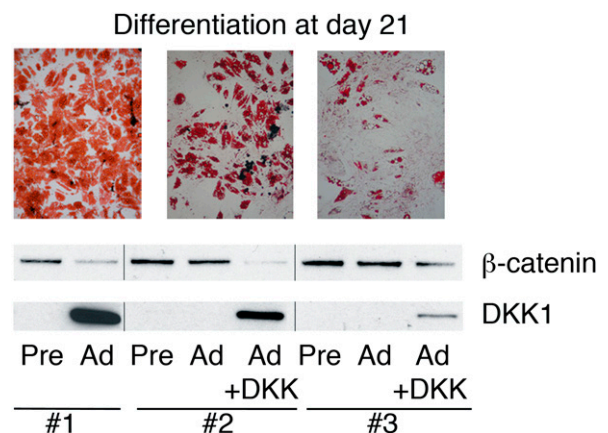 Differentiation at day 21
β-catenin
DKK1
Pre Ad Pre Ad Ad Pre Ad Ad
+DKK +DKK
#1 #2 #3